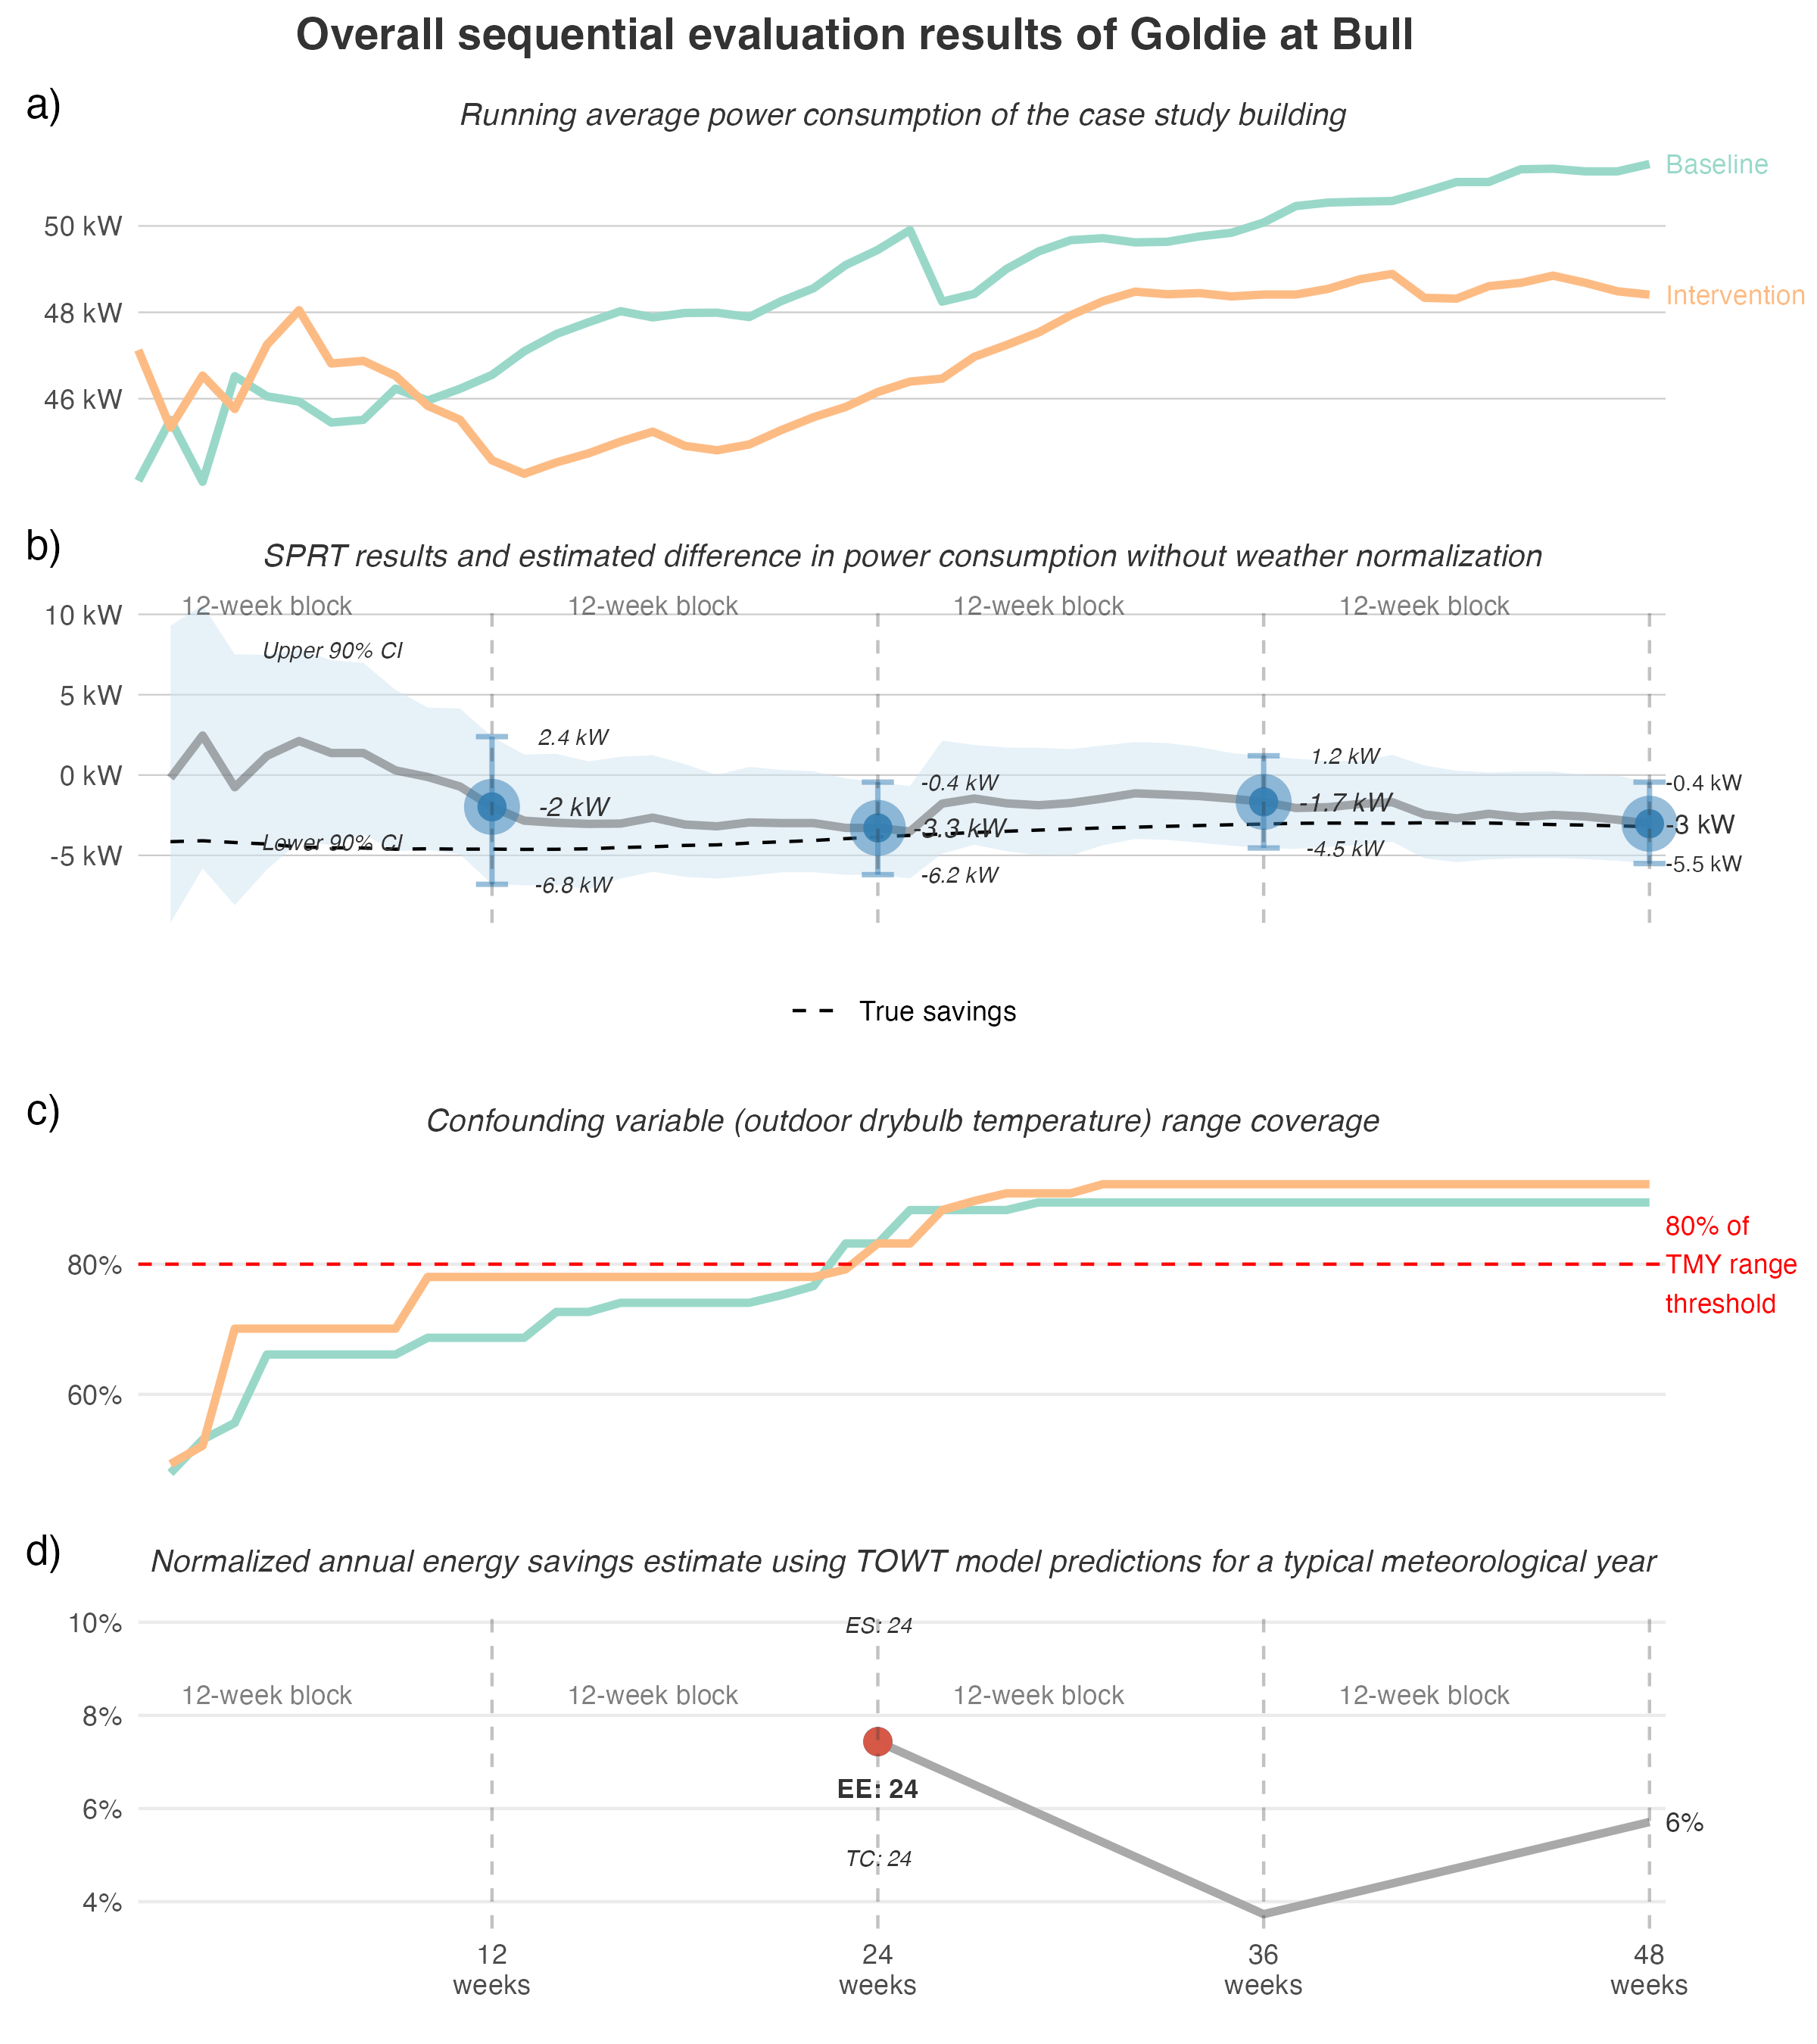 Overall sequential evaluation results of Goldie at Bull
a)
Running average power consumption of the case study building
Baseline
50 kW
Intervention
48 kW
46 kW
b)
SPRT results and estimated difference in power consumption without weather normalization
12-week block
12-week block
12-week block
12-week block
10 kW
Upper 90% CI
5 kW
2.4 kW
1.2 kW
0 kW
-0.4 kW
-0.4 kW
-2 kW
-1.7 kW
-3.3 kW
-3 kW
Lower 90% CI
-4.5 kW
-5 kW
-5.5 kW
-6.2 kW
-6.8 kW
True savings
c)
Confounding variable (outdoor drybulb temperature) range coverage
80% of
TMY range
threshold
80%
60%
d)
Normalized annual energy savings estimate using TOWT model predictions for a typical meteorological year
10%
ES: 24
12-week block
12-week block
12-week block
12-week block
8%
EE: 24
6%
6%
TC: 24
4%
12
weeks
24
weeks
36
weeks
48
weeks